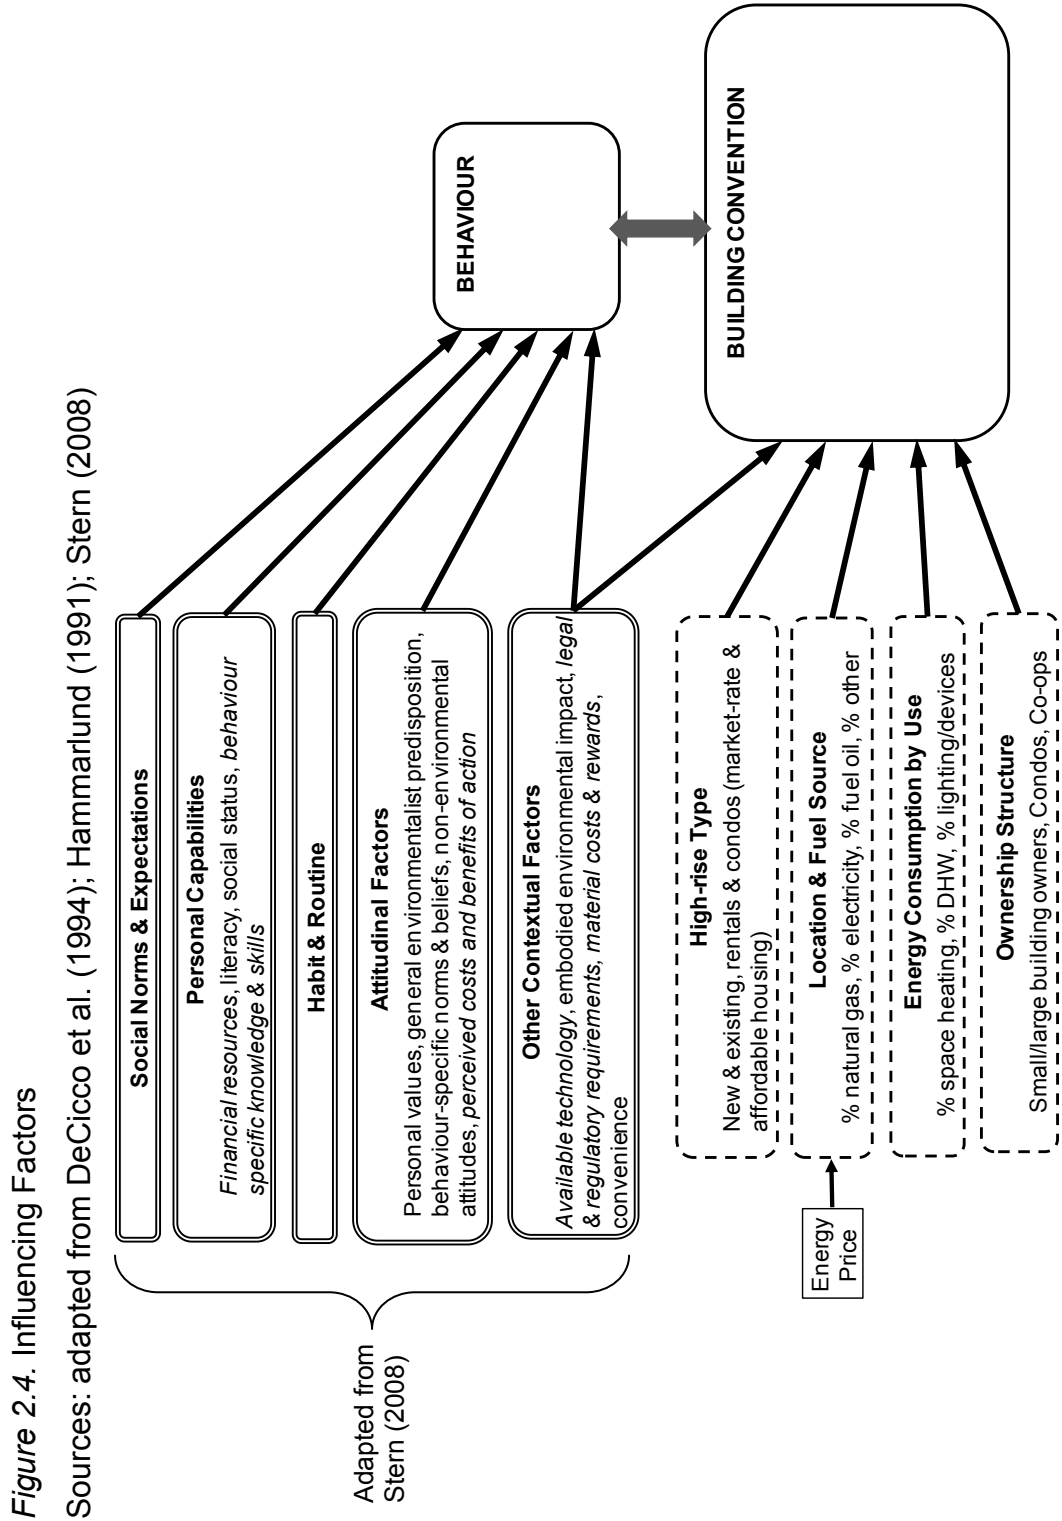 Figure 2.4. Influencing Factors
Sources: adapted from DeCicco et al. (1994); Hammarlund (1991); Stern (2008)
Adapted from
Stern (2008)
Social Norms & Expectations
Personal Capabilities
Financial resources, literacy, social status, behaviour
specific knowledge & skills
Habit & Routine
Attitudinal Factors
Personal values, general environmentalist predisposition,
behaviour-specific norms & beliefs, non-environmental
attitudes, perceived costs and benefits of action
Other Contextual Factors
Available technology, embodied environmental impact, legal
& regulatory requirements, material costs & rewards,
convenience
High-rise Type
New & existing, rentals & condos (market-rate &
affordable housing)
Energy
Price
Location & Fuel Source
% natural gas, % electricity, % fuel oil, % other
Energy Consumption by Use
% space heating, % DHW, % lighting/devices
Ownership Structure
Small/large building owners, Condos, Co-ops
BEHAVIOUR
BUILDING CONVENTION